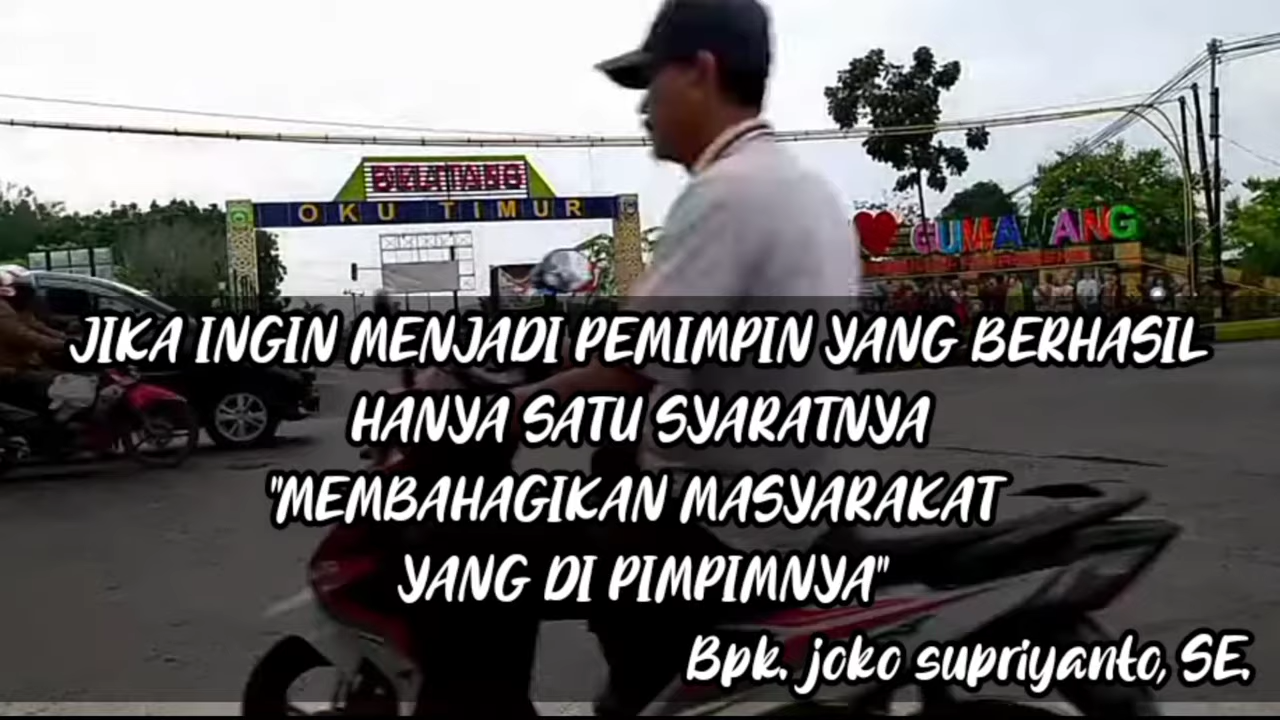 BELITANG
OKU TIMUR
GUMAWANG
JIKA INGIN MENJADI PEMIMPIN YANG BERHASIL
HANYA SATU SYARATNYA
"MEMBAHAGIKAN MASYARAKAT
YANG DI PIMPIMNYA"
Bpk. joko supriyanto, SE.